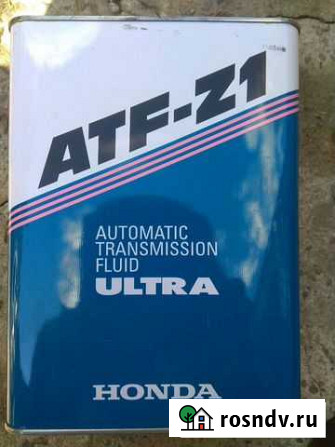 ATF-Z1
AUTOMATIC
TRANSMISSION
FLUID
ULTRA
HONDA
rosndv.ru